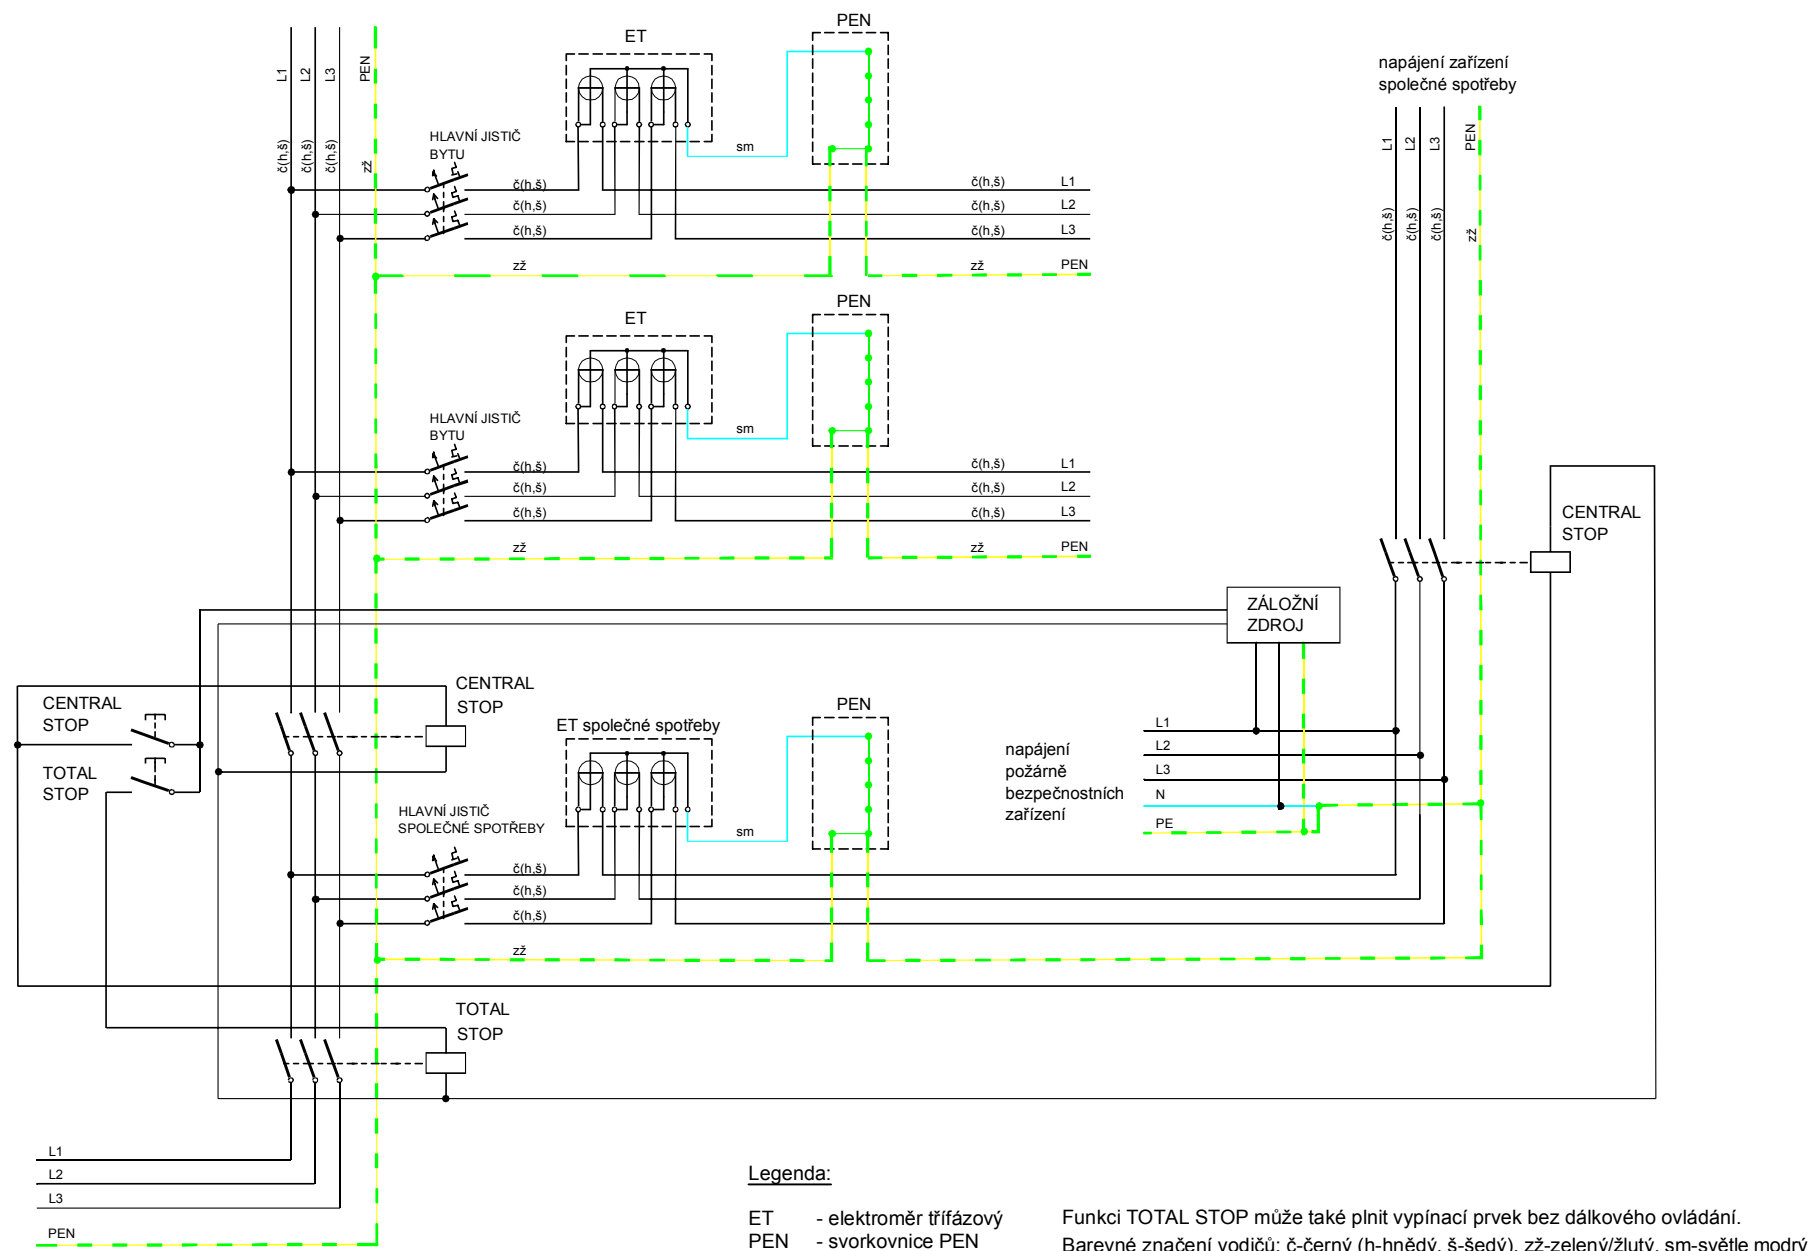 ET
PEN
napájení zařízení
společné spotřeby
L1
L2
L3
PEN
č(h,š)
č(h,š)
č(h,š)
zž
HLAVNÍ JISTIČ
BYTU
sm
č(h,š)
č(h,š)
č(h,š)
č(h,š)
L1
č(h,š)
L2
č(h,š)
L3
zž
zž
PEN
L1
L2
L3
PEN
č(h,š)
č(h,š)
č(h,š)
zž
ET
PEN
HLAVNÍ JISTIČ
BYTU
sm
č(h,š)
č(h,š)
č(h,š)
č(h,š)
L1
č(h,š)
L2
č(h,š)
L3
zž
zž
PEN
CENTRAL
STOP
ZÁLOŽNÍ
ZDROJ
CENTRAL
STOP
TOTAL
STOP
CENTRAL
STOP
ET společné spotřeby
PEN
HLAVNÍ JISTIČ
SPOLEČNÉ SPOTŘEBY
sm
č(h,š)
č(h,š)
č(h,š)
zž
napájení
požárně
bezpečnostních
zařízení
L1
L2
L3
N
PE
TOTAL
STOP
L1
L2
L3
PEN
Legenda:
ET - elektroměr třífázový
PEN - svorkovnice PEN
Funkci TOTAL STOP může také plnit vypínací prvek bez dálkového ovládání.
Barevné značení vodičů: č-černý (h-hnědý, š-šedý), zž-zelený/žlutý, sm-světle modrý